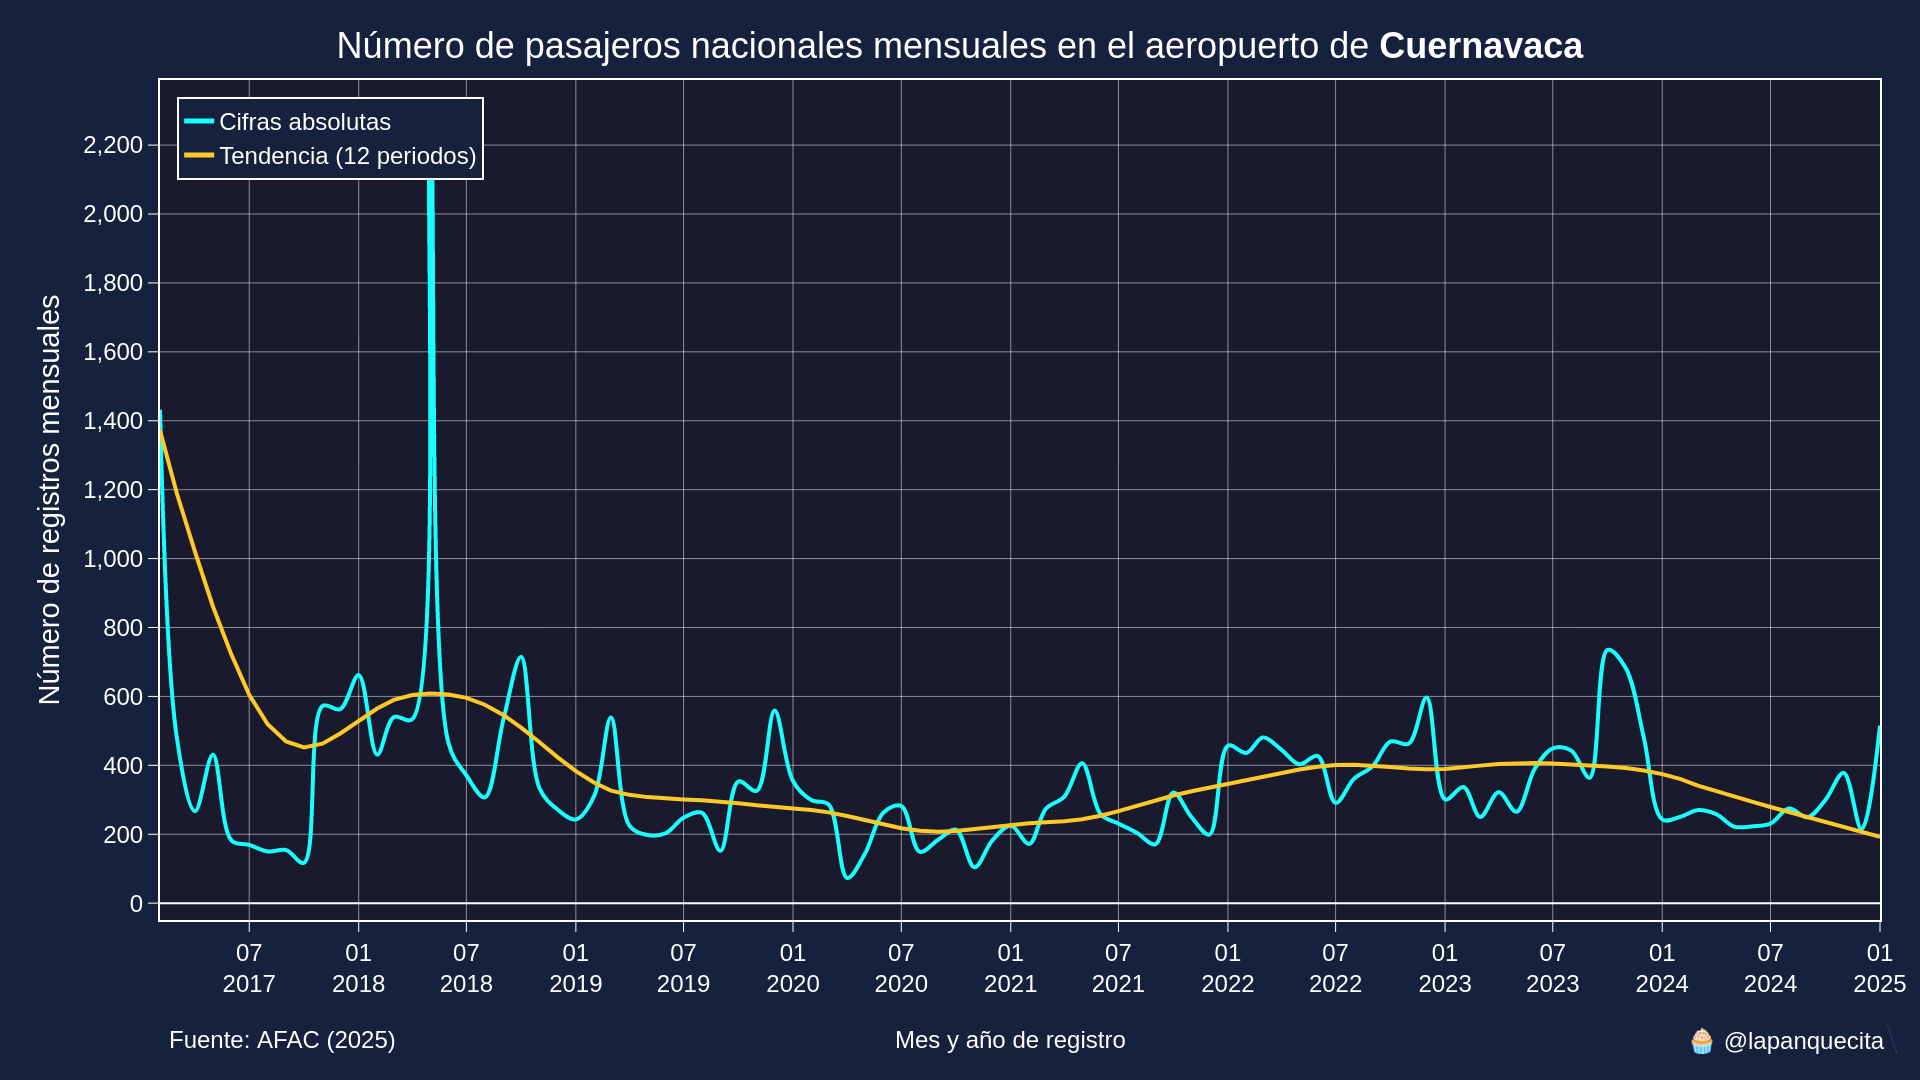 Número de pasajeros nacionales mensuales en el aeropuerto de Cuernavaca
Cifras absolutas
Tendencia (12 periodos)
Número de registros mensuales
2,200
2,000
1,800
1,600
1,400
1,200
1,000
800
600
400
200
0
07 01 07 01 07 01 07 01 07 01 07 01 07 01 07 01
2017 2018 2018 2019 2019 2020 2020 2021 2021 2022 2022 2023 2023 2024 2024 2025
Fuente: AFAC (2025)
Mes y año de registro
🧁 @lapanquecita